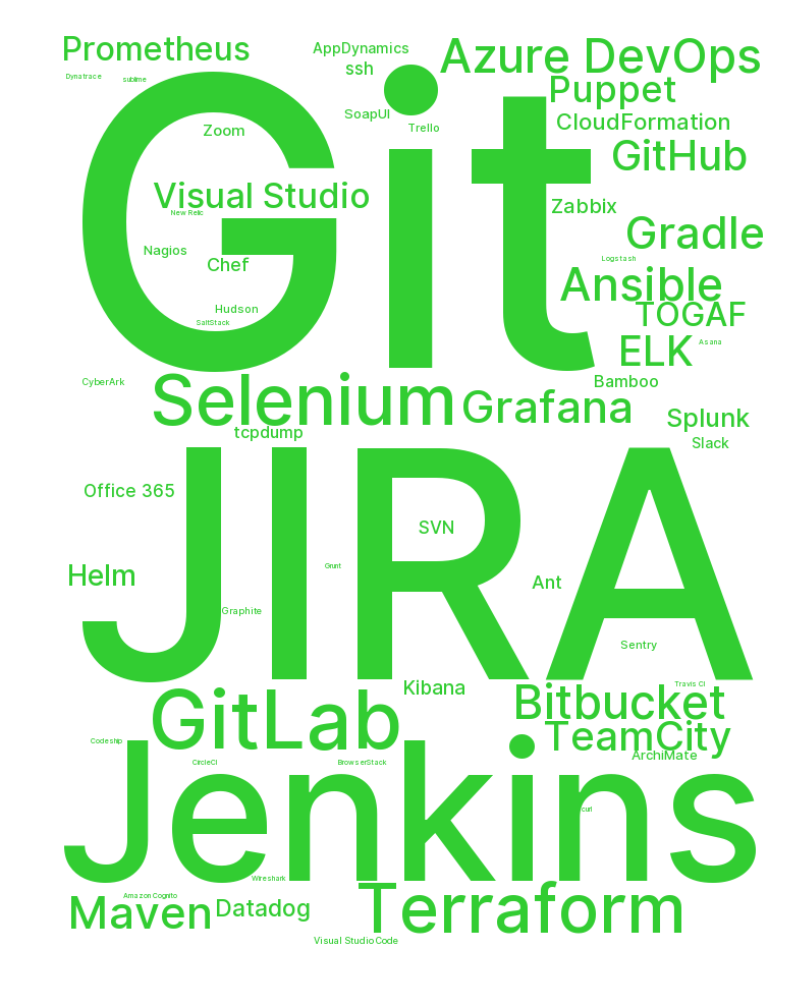 Prometheus
AppDynamics
Azure DevOps
ssh
Dynatrace
sublime
Puppet
SoapUI
Trello
CloudFormation
Zoom
Git
GitHub
Visual Studio
New Relic
Zabbix
Gradle
Nagios
Chef
Logstash
Ansible
Hudson
SaltStack
TOGAF
ELK
Asana
CyberArk
Bamboo
Selenium
Grafana
Splunk
tcpdump
Slack
Office 365
SVN
JIRA
Grunt
Helm
Ant
Graphite
Sentry
Kibana
Travis CI
GitLab
Bitbucket
TeamCity
Codeship
ArchiMate
CircleCI
BrowserStack
curl
Jenkins
Wireshark
Amazon Cognito
Maven
Datadog
Terraform
Visual Studio Code